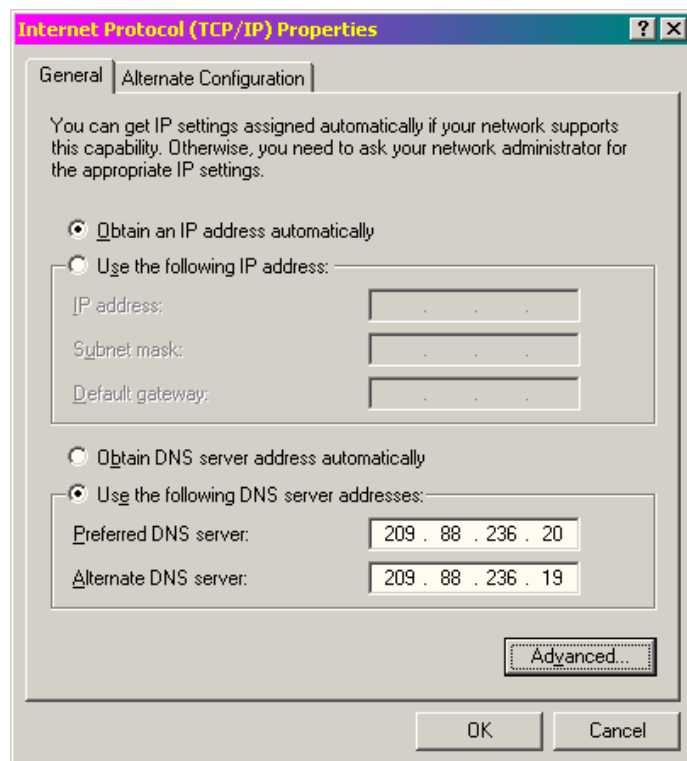 Internet Protocol (TCP/IP) Properties
General
Alternate Configuration
You can get IP settings assigned automatically if your network supports
this capability. Otherwise, you need to ask your network administrator for
the appropriate IP settings.
Obtain an IP address automatically
Use the following IP address:
IP address:
Subnet mask:
Default gateway:
Obtain DNS server address automatically
Use the following DNS server addresses:
Preferred DNS server: 209 . 88 . 236 . 20
Alternate DNS server: 209 . 88 . 236 . 19
Advanced...
OK Cancel